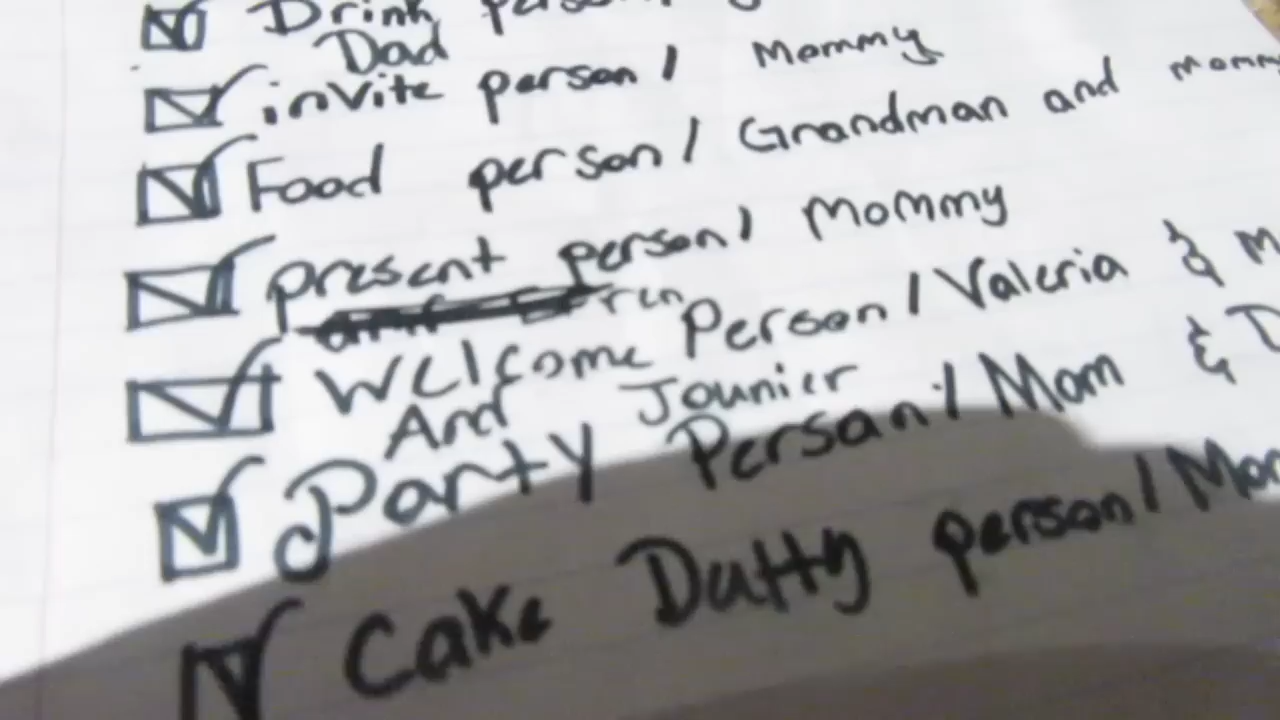 Drink
Dad
invite person / Mommy
Food person / Grandman and
present person / Mommy
Welcome Person / Valeria &
And Jounier
Party Person / Mom &
Cake Dutty person /